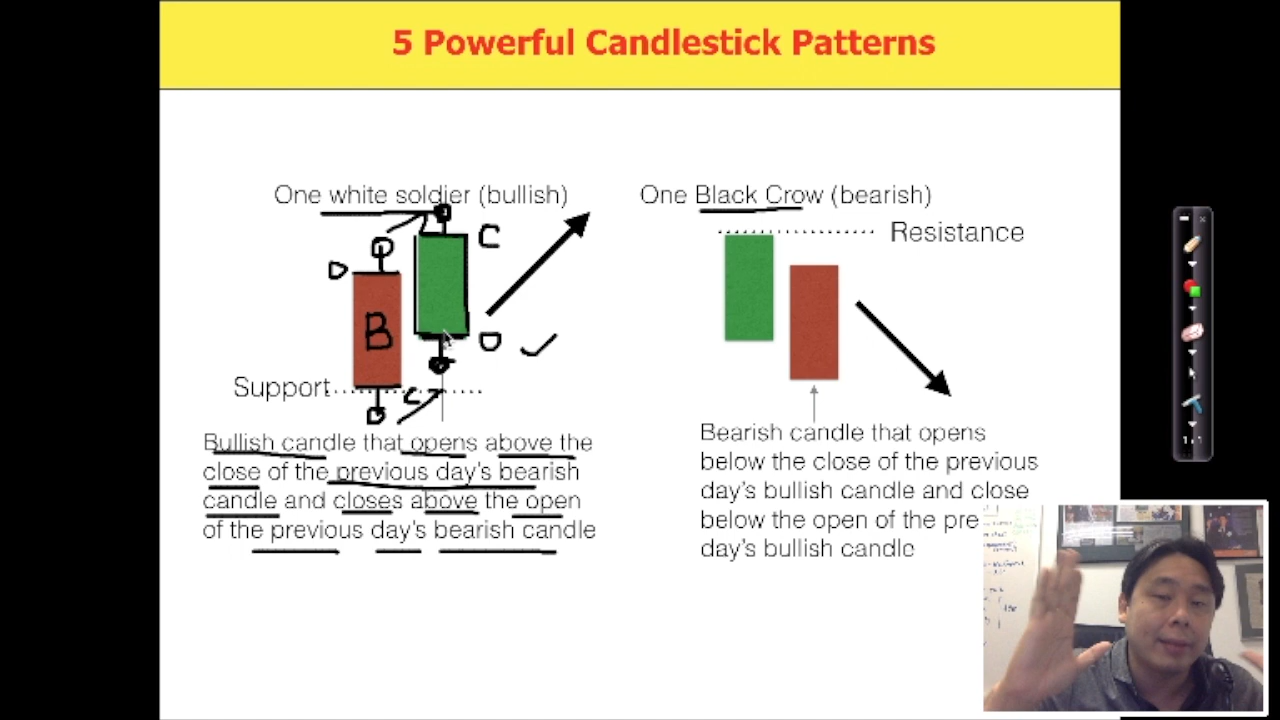 5 Powerful Candlestick Patterns
One white soldier (bullish)
One Black Crow (bearish)
Resistance
C
O
B
O
Support
C
Bullish candle that opens above the
close of the previous day's bearish
candle and closes above the open
of the previous day's bearish candle
Bearish candle that opens
below the close of the previous
day's bullish candle and close
below the open of the pre
day's bullish candle
1/1